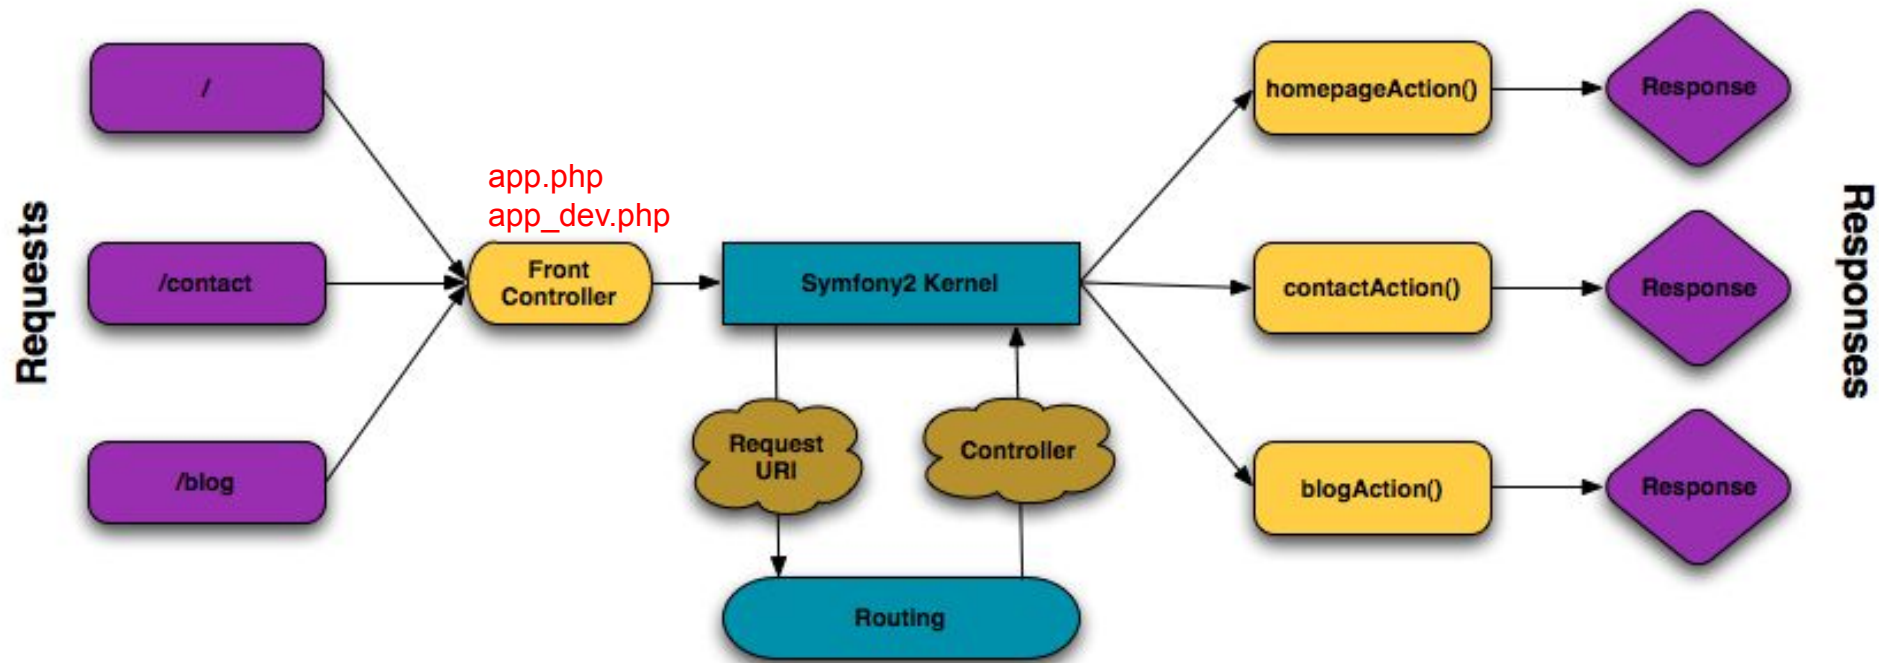 Requests
/
/contact
/blog
app.php
app_dev.php
Front
Controller
Symfony2 Kernel
Request
URI
Controller
Routing
homepageAction()
contactAction()
blogAction()
Response
Response
Response
Responses